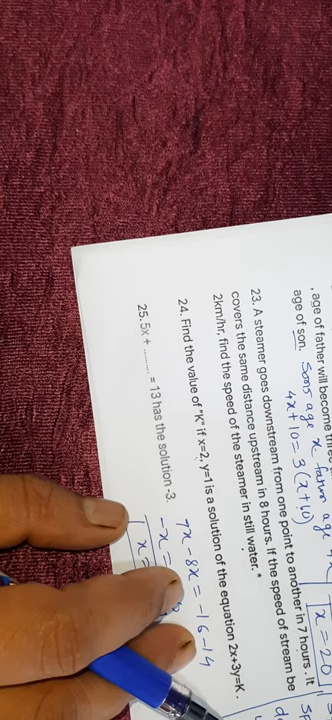 , age of father will become
age of son. Sons age x
4x+10=3(x+10)
23. A steamer goes downstream from one point to another in 7 hours. It
covers the same distance upstream in 8 hours. If the speed of stream be
2km/hr, find the speed of the steamer in still water. *
24. Find the value of "K" if x=2, y=1 is a solution of the equation 2x+3y=K.
7x-8x=-16-14
25. 5x + ......... = 13 has the solution -3.